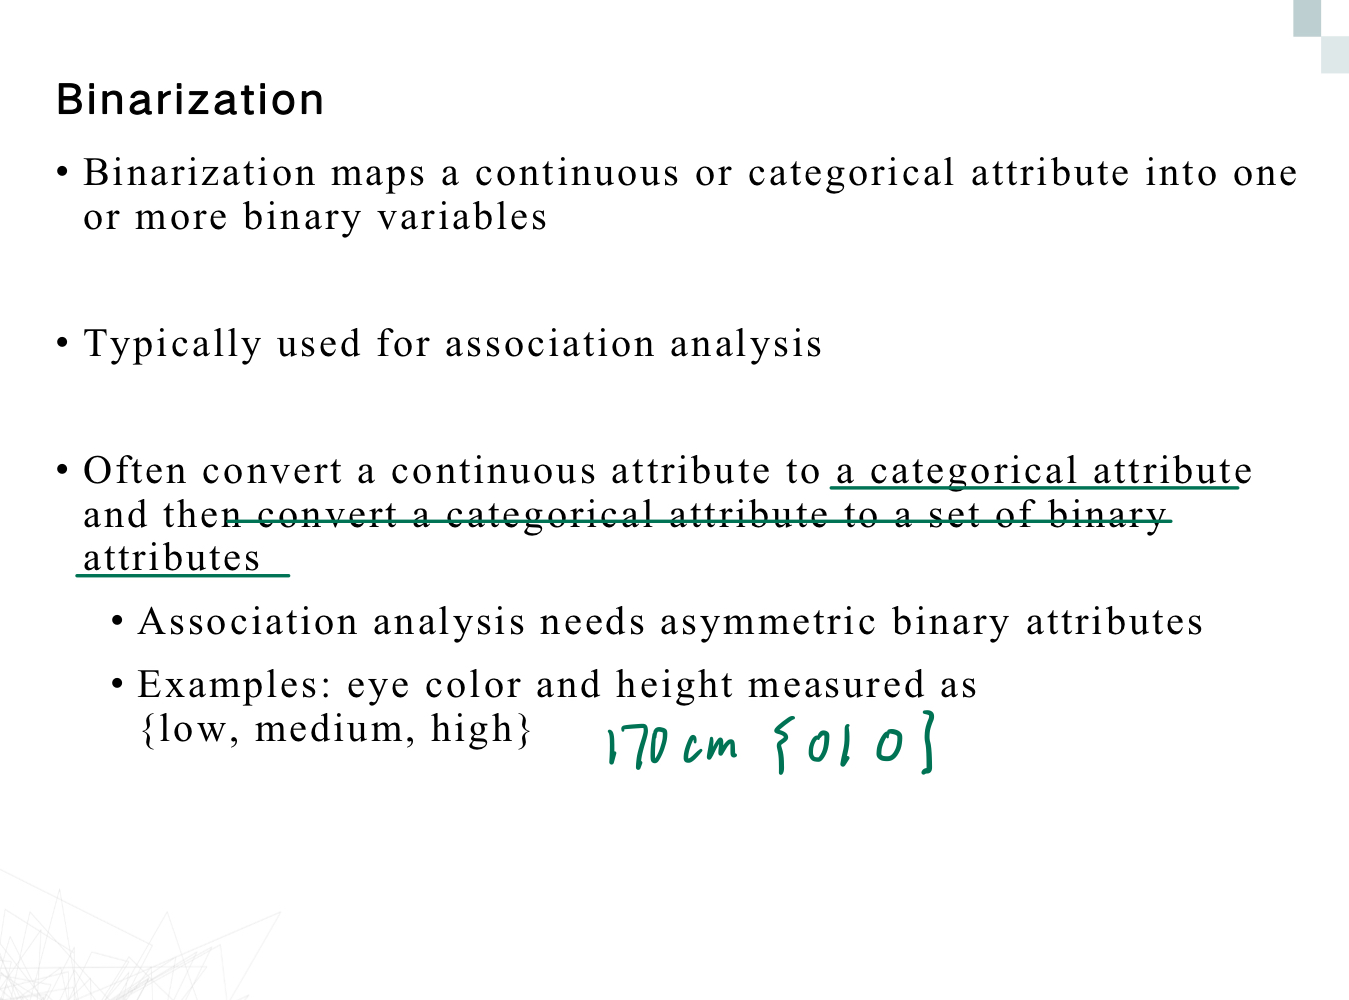 Binarization
• Binarization maps a continuous or categorical attribute into one
or more binary variables
• Typically used for association analysis
• Often convert a continuous attribute to a categorical attribute
and then convert a categorical attribute to a set of binary
attributes
• Association analysis needs asymmetric binary attributes
• Examples: eye color and height measured as
{low, medium, high}
170 cm {01 0}